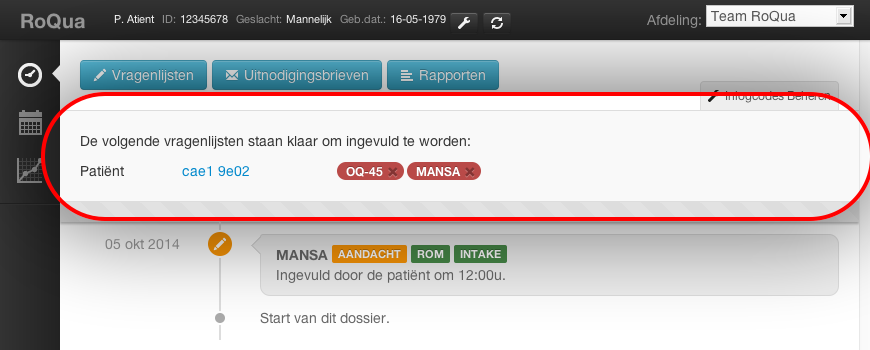 RoQua P. Atient ID: 12345678 Geslacht: Mannelijk Geb.dat.: 16-05-1979 Afdeling: Team RoQua
Vragenlijsten Uitnodigingsbrieven Rapporten
Inlogcodes Beheren
De volgende vragenlijsten staan klaar om ingevuld te worden:
Patiënt cae1 9e02 OQ-45 × MANSA ×
05 okt 2014 MANSA AANDACHT ROM INTAKE
Ingevuld door de patiënt om 12:00u.
Start van dit dossier.